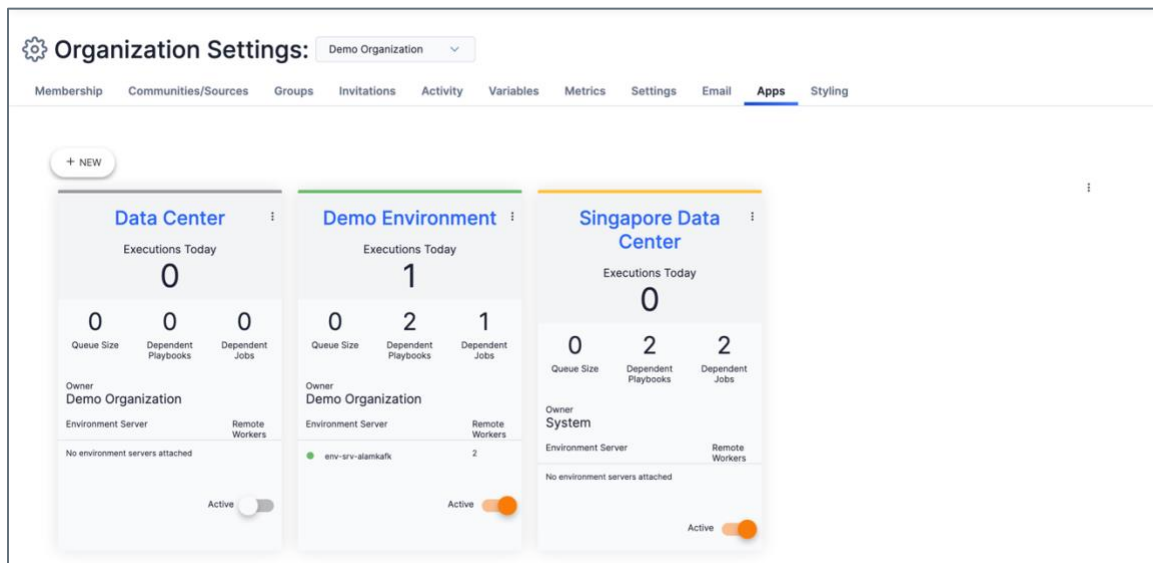 Organization Settings: Demo Organization
Membership Communities/Sources Groups Invitations Activity Variables Metrics Settings Email Apps Styling
+ NEW
Data Center
Executions Today
0
0 0 0
Queue Size Dependent Dependent
Playbooks Jobs
Owner
Demo Organization
Environment Server Remote
Workers
No environment servers attached
Active
Demo Environment
Executions Today
1
0 2 1
Queue Size Dependent Dependent
Playbooks Jobs
Owner
Demo Organization
Environment Server Remote
Workers
env-srv-alamkafk 2
Active
Singapore Data
Center
Executions Today
0
0 2 2
Queue Size Dependent Dependent
Playbooks Jobs
Owner
System
Environment Server Remote
Workers
No environment servers attached
Active